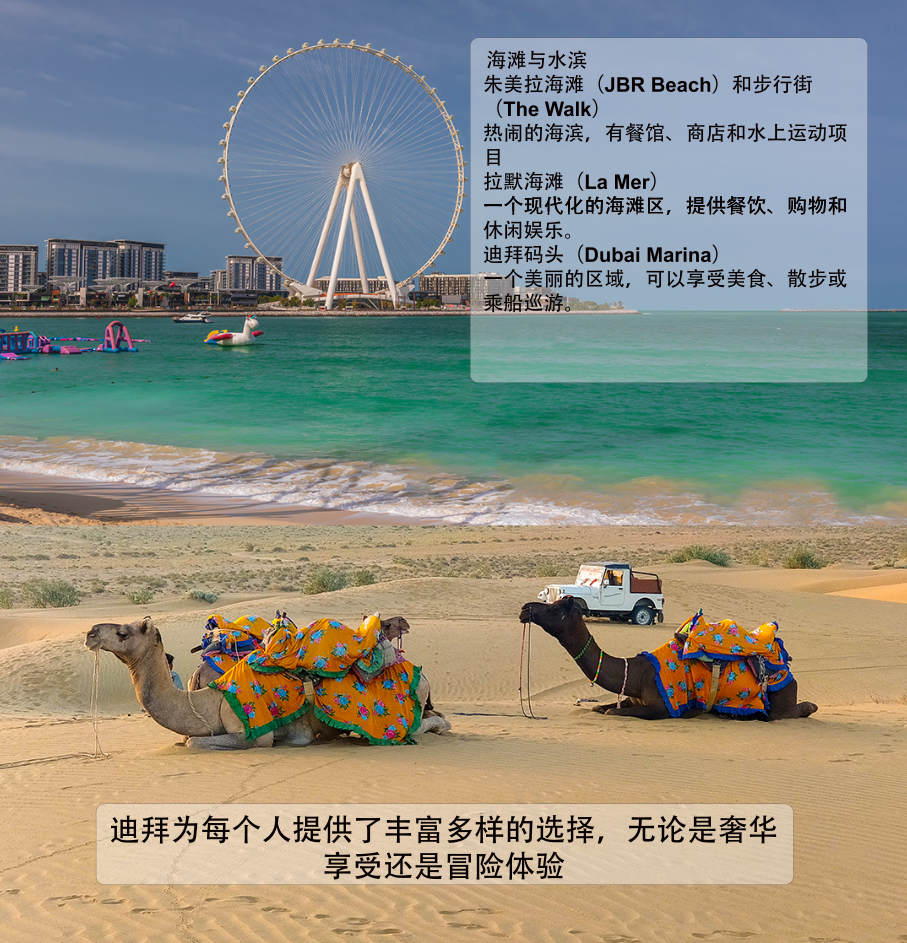 海滩与水滨
朱美拉海滩（JBR Beach）和步行街
（The Walk）
热闹的海滨，有餐馆、商店和水上运动项
目
拉默海滩（La Mer）
一个现代化的海滩区，提供餐饮、购物和
休闲娱乐。
迪拜码头（Dubai Marina）
一个美丽的区域，可以享受美食、散步或
乘船巡游。
迪拜为每个人提供了丰富多样的选择，无论是奢华
享受还是冒险体验